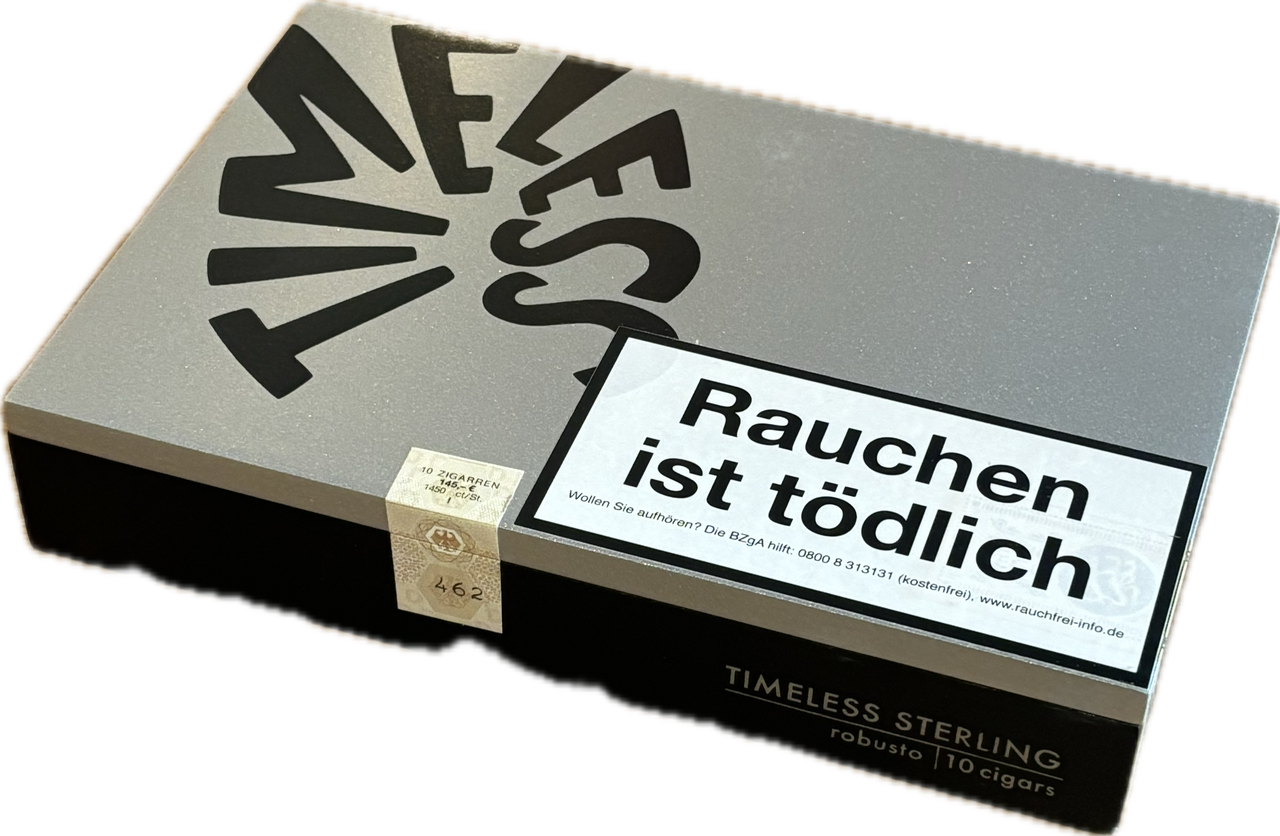 TIMELESS
10 ZIGARREN
145,– €
1450 ct/St.
I
462
Rauchen
ist tödlich
Wollen Sie aufhören? Die BZgA hilft: 0800 8 313131 (kostenfrei), www.rauchfrei-info.de
TIMELESS STERLING
robusto | 10 cigars